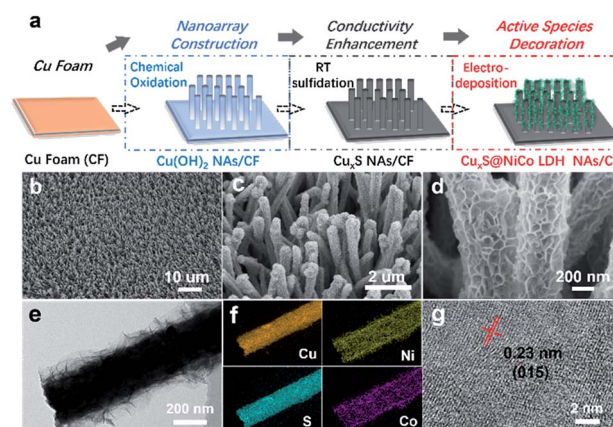 a
Nanoarray
Construction
Conductivity
Enhancement
Active Species
Decoration
Cu Foam
Chemical
Oxidation
RT
sulfidation
Electro-
deposition
Cu Foam (CF)
Cu(OH)₂ NAs/CF
CuₓS NAs/CF
CuₓS@NiCo LDH NAs/C
b
10 um
c
2 um
d
200 nm
e
200 nm
f
Cu
Ni
S
Co
g
0.23 nm
(015)
2 nm